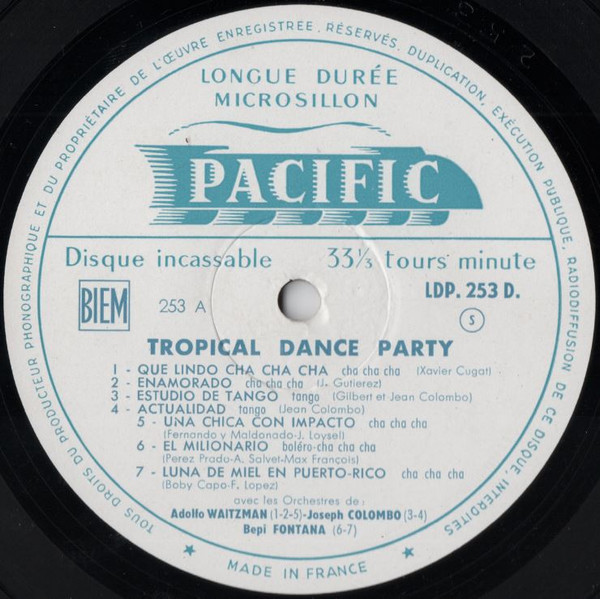 TOUS DROITS DU PRODUCTEUR PHONOGRAPHIQUE ET DU PROPRIÉTAIRE DE L'ŒUVRE ENREGISTRÉE, RÉSERVÉS. DUPLICATION, EXÉCUTION PUBLIQUE, RADIODIFFUSION DE CE DISQUE INTERDITES
LONGUE DURÉE
MICROSILLON
PACIFIC
Disque incassable 33⅓ tours minute
BIEM 253 A LDP. 253 D.
S
TROPICAL DANCE PARTY
1 - QUE LINDO CHA CHA CHA cha cha cha (Xavier Cugat)
2 - ENAMORADO cha cha cha (J. Gutierez)
3 - ESTUDIO DE TANGO tango (Gilbert et Jean Colombo)
4 - ACTUALIDAD tango (Jean Colombo)
5 - UNA CHICA CON IMPACTO cha cha cha
(Fernando y Maldonado-J. Loysel)
6 - EL MILIONARIO boléro-cha cha cha
(Perez Prado-A. Salvet-Max François)
7 - LUNA DE MIEL EN PUERTO-RICO cha cha cha
(Boby Capo-F. Lopez)
avec les Orchestres de :
Adolfo WAITZMAN (1-2-5)-Joseph COLOMBO (3-4)
Bepi FONTANA (6-7)
★ MADE IN FRANCE ★